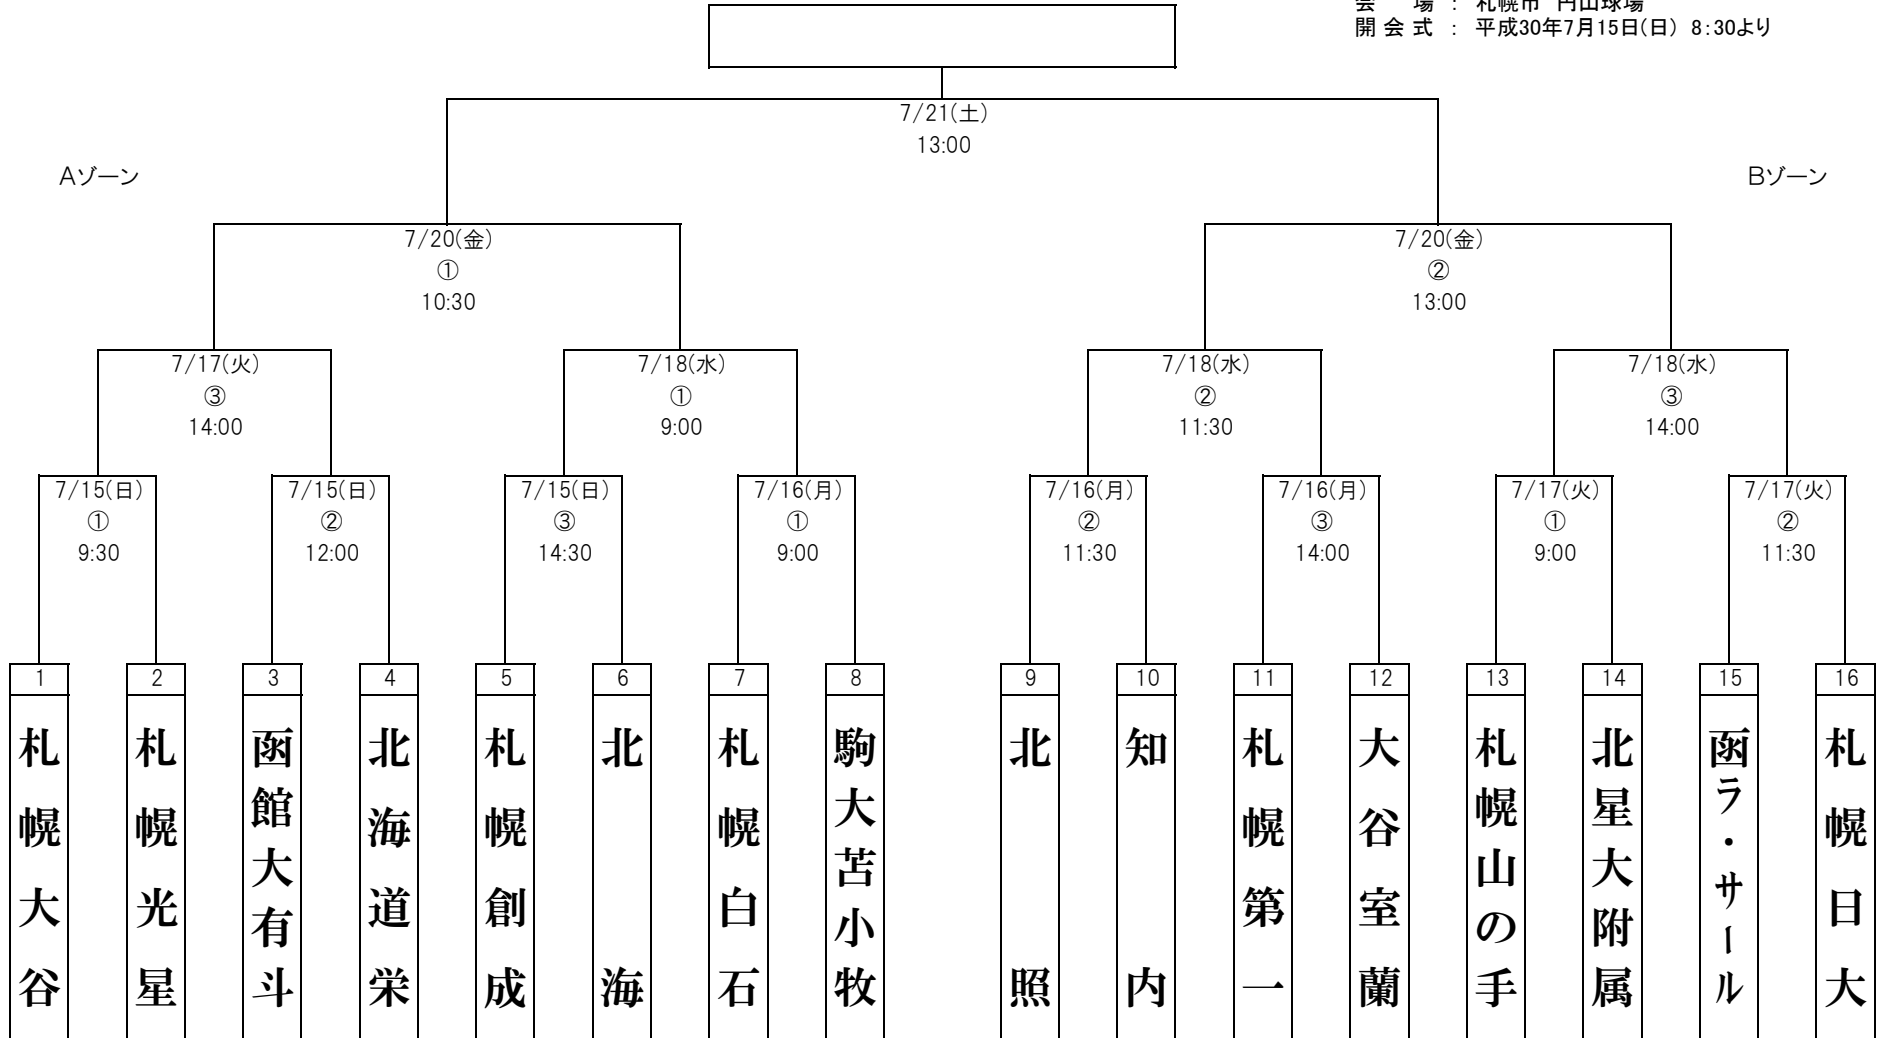 会 場 : 札幌市 円山球場
開 会 式 : 平成30年7月15日(日) 8:30より
7/21(土)
13:00
Aゾーン
Bゾーン
7/20(金)
①
10:30
7/20(金)
②
13:00
7/17(火)
③
14:00
7/18(水)
①
9:00
7/18(水)
②
11:30
7/18(水)
③
14:00
7/15(日)
①
9:30
7/15(日)
②
12:00
7/15(日)
③
14:30
7/16(月)
①
9:00
7/16(月)
②
11:30
7/16(月)
③
14:00
7/17(火)
①
9:00
7/17(火)
②
11:30
1
札幌大谷
2
札幌光星
3
函館大有斗
4
北海道栄
5
札幌創成
6
北海
7
札幌白石
8
駒大苫小牧
9
北照
10
知内
11
札幌第一
12
大谷室蘭
13
札幌山の手
14
北星大附属
15
函ラ・サール
16
札幌日大